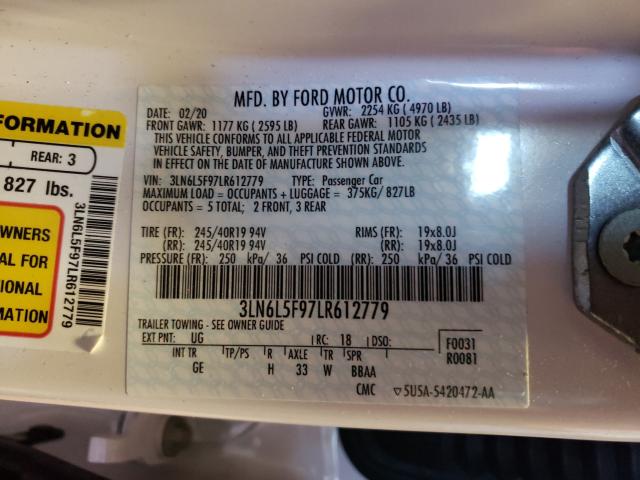 FORMATION
REAR: 3
827 lbs.
WNERS
AL FOR
TIONAL
RMATION
3LN6L5F97LR612779
MFD. BY FORD MOTOR CO.
DATE: 02/20 GVWR: 2254 KG (4970 LB)
FRONT GAWR: 1177 KG (2595 LB) REAR GAWR: 1105 KG (2435 LB)
THIS VEHICLE CONFORMS TO ALL APPLICABLE FEDERAL MOTOR
VEHICLE SAFETY, BUMPER, AND THEFT PREVENTION STANDARDS
IN EFFECT ON THE DATE OF MANUFACTURE SHOWN ABOVE.
VIN: 3LN6L5F97LR612779 TYPE: Passenger Car
MAXIMUM LOAD = OCCUPANTS + LUGGAGE = 375KG/ 827LB
OCCUPANTS = 5 TOTAL; 2 FRONT, 3 REAR
TIRE (FR): 245/40R19 94V RIMS (FR): 19x8.0J
(RR): 245/40R19 94V (RR): 19x8.0J
PRESSURE (FR): 250 kPa/ 36 PSI COLD (RR): 250 kPa/ 36 PSI COLD
3LN6L5F97LR612779
TRAILER TOWING - SEE OWNER GUIDE
EXT PNT: UG RC: 18 DSO: F0031
R0081
INT TR TP/PS R AXLE TR SPR
GE H 33 W BBAA
CMC ▽5U5A-5420472-AA